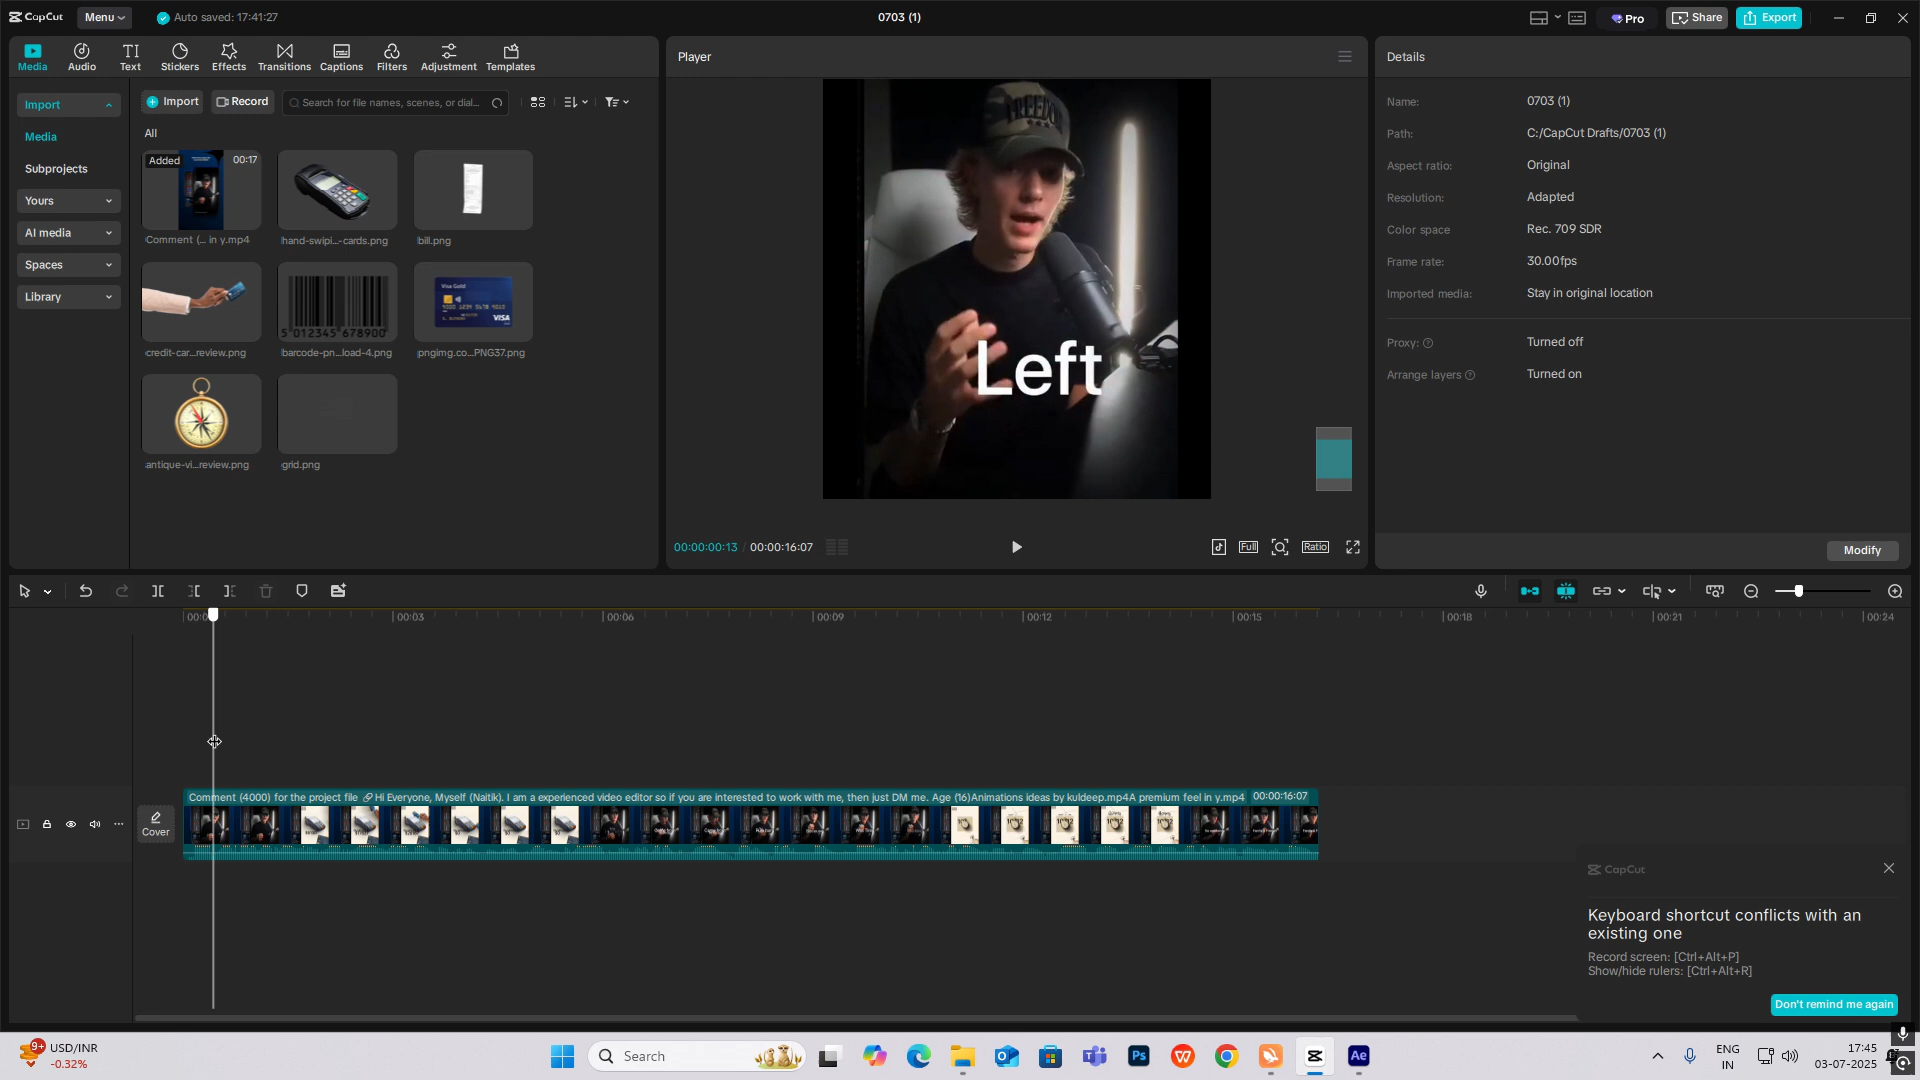 CapCut
Menu
Auto saved: 17:41:27
0703 (1)
Pro
Share
Export
Media
Audio
Text
Stickers
Effects
Transitions
Captions
Filters
Adjustment
Templates
Player
Details
Import
Media
Subprojects
Yours
AI media
Spaces
Library
Import
Record
Search for file names, scenes, or dial...
All
Added
00:17
Comment (... in y.mp4
hand-swipi...-cards.png
bill.png
credit-car...review.png
5 012345 678900
barcode-pn...load-4.png
Visa Gold
VISA
pngimg.co...PNG37.png
antique-vi...review.png
grid.png
FREEDOM
Left
00:00:00:13 / 00:00:16:07
Full
Ratio
Name: 0703 (1)
Path: C:/CapCut Drafts/0703 (1)
Aspect ratio: Original
Resolution: Adapted
Color space Rec. 709 SDR
Frame rate: 30.00fps
Imported media: Stay in original location
Proxy: Turned off
Arrange layers Turned on
Modify
00:03
00:06
00:09
00:12
00:15
00:18
00:21
00:24
Cover
Comment (4000) for the project file 🔗Hi Everyone, Myself (Naitik). I am a experienced video editor so if you are interested to work with me, then just DM me. Age (16)Animations ideas by kuldeep.mp4A premium feel in y.mp4 00:00:16:07
CapCut
Keyboard shortcut conflicts with an
existing one
Record screen: [Ctrl+Alt+P]
Show/hide rulers: [Ctrl+Alt+R]
Don't remind me again
9+
USD/INR
-0.32%
Search
Ps
Ae
ENG
IN
17:45
03-07-2025